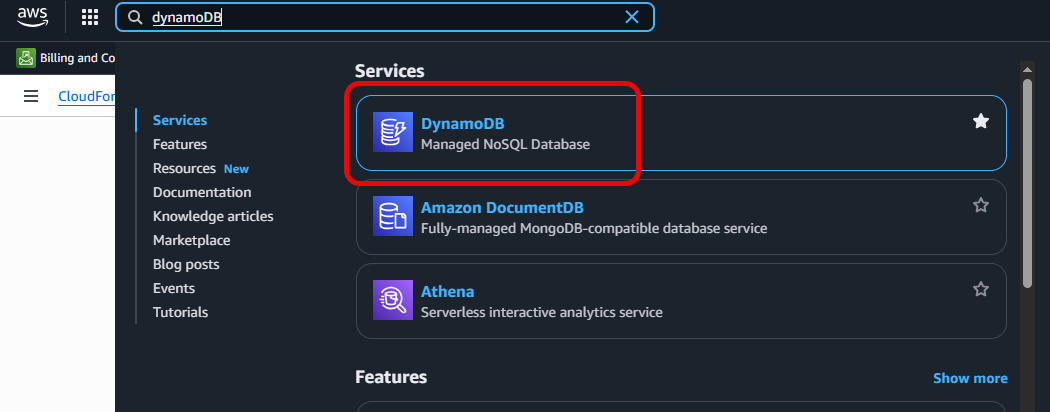 aws
dynamoDB
Billing and Co
CloudFor
Services
Features
Resources New
Documentation
Knowledge articles
Marketplace
Blog posts
Events
Tutorials
Services
DynamoDB
Managed NoSQL Database
Amazon DocumentDB
Fully-managed MongoDB-compatible database service
Athena
Serverless interactive analytics service
Features
Show more